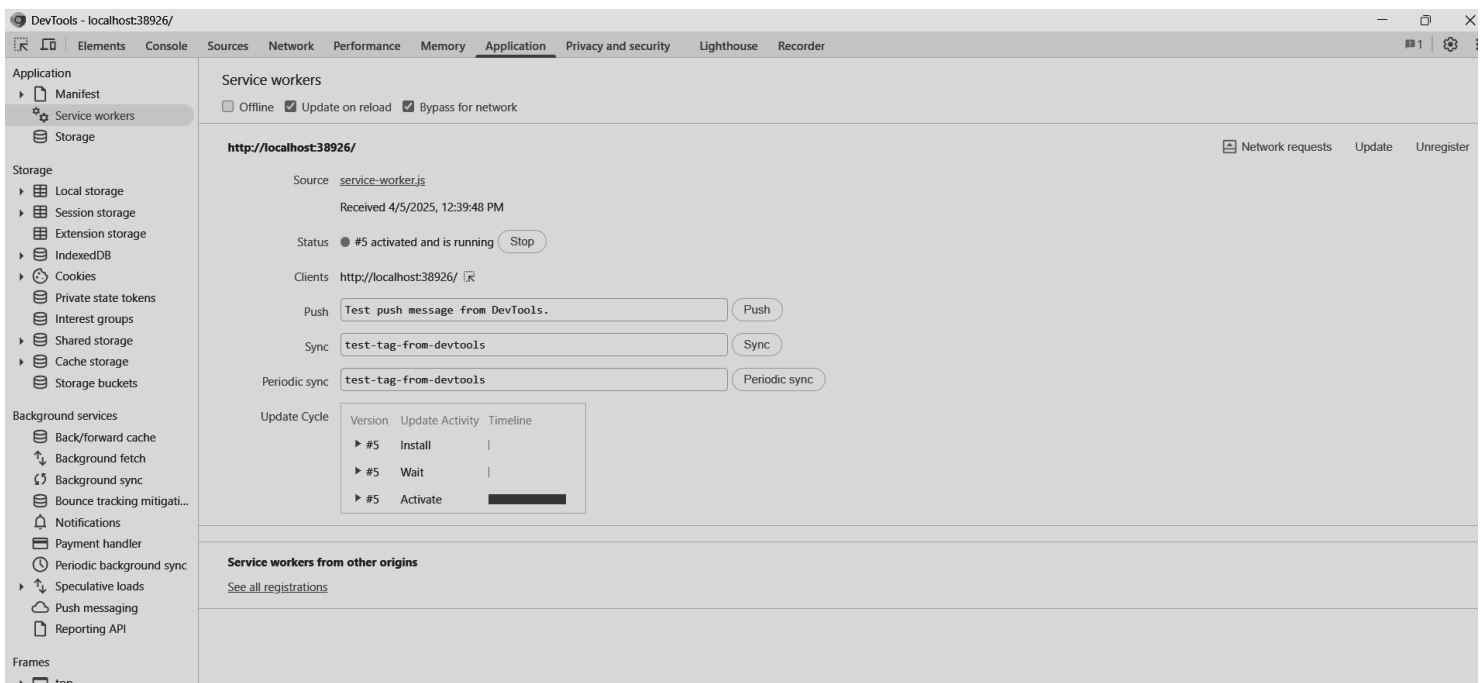 DevTools - localhost:38926/
Elements Console Sources Network Performance Memory Application Privacy and security Lighthouse Recorder 1
Application
Manifest
Service workers
Storage
Storage
Local storage
Session storage
Extension storage
IndexedDB
Cookies
Private state tokens
Interest groups
Shared storage
Cache storage
Storage buckets
Background services
Back/forward cache
Background fetch
Background sync
Bounce tracking mitigati...
Notifications
Payment handler
Periodic background sync
Speculative loads
Push messaging
Reporting API
Frames
top
Service workers
Offline Update on reload Bypass for network
http://localhost:38926/ Network requests Update Unregister
Source service-worker.js
Received 4/5/2025, 12:39:48 PM
Status #5 activated and is running Stop
Clients http://localhost:38926/
Push Test push message from DevTools. Push
Sync test-tag-from-devtools Sync
Periodic sync test-tag-from-devtools Periodic sync
Update Cycle Version Update Activity Timeline
#5 Install
#5 Wait
#5 Activate
Service workers from other origins
See all registrations